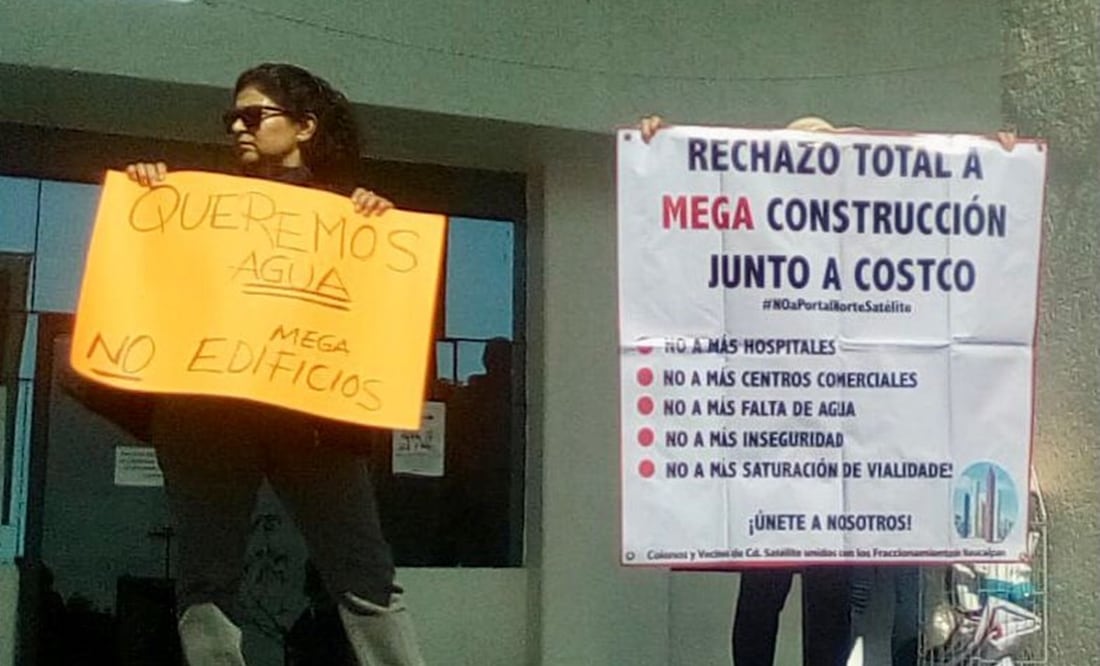 QUEREMOS
AGUA
MEGA
NO EDIFICIOS
RECHAZO TOTAL A
MEGA CONSTRUCCIÓN
JUNTO A COSTCO
#NOaPortalNorteSatélite
NO A MÁS HOSPITALES
NO A MÁS CENTROS COMERCIALES
NO A MÁS FALTA DE AGUA
NO A MÁS INSEGURIDAD
NO A MÁS SATURACIÓN DE VIALIDADES!
¡ÚNETE A NOSOTROS!
Colonos y Vecinos de Cd. Satélite unidos con los Fraccionamientos Naucalpan